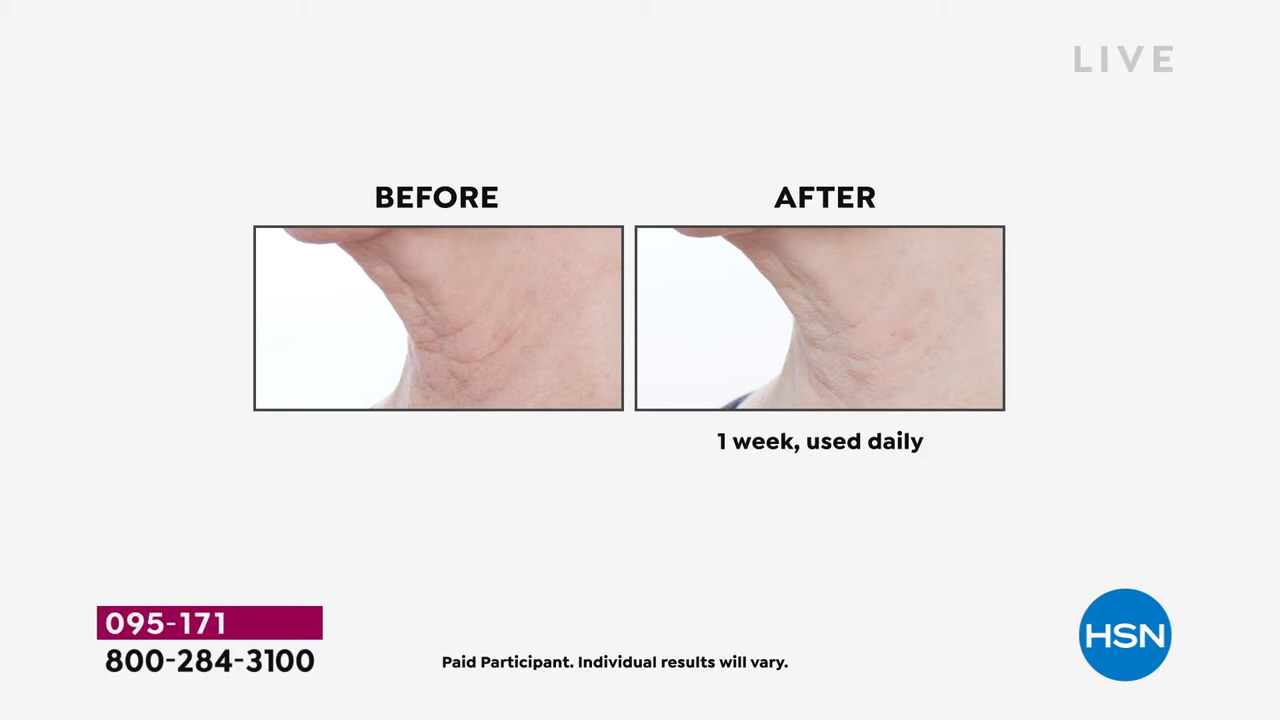 LIVE
BEFORE
AFTER
1 week, used daily
095-171
800-284-3100
Paid Participant. Individual results will vary.
HSN